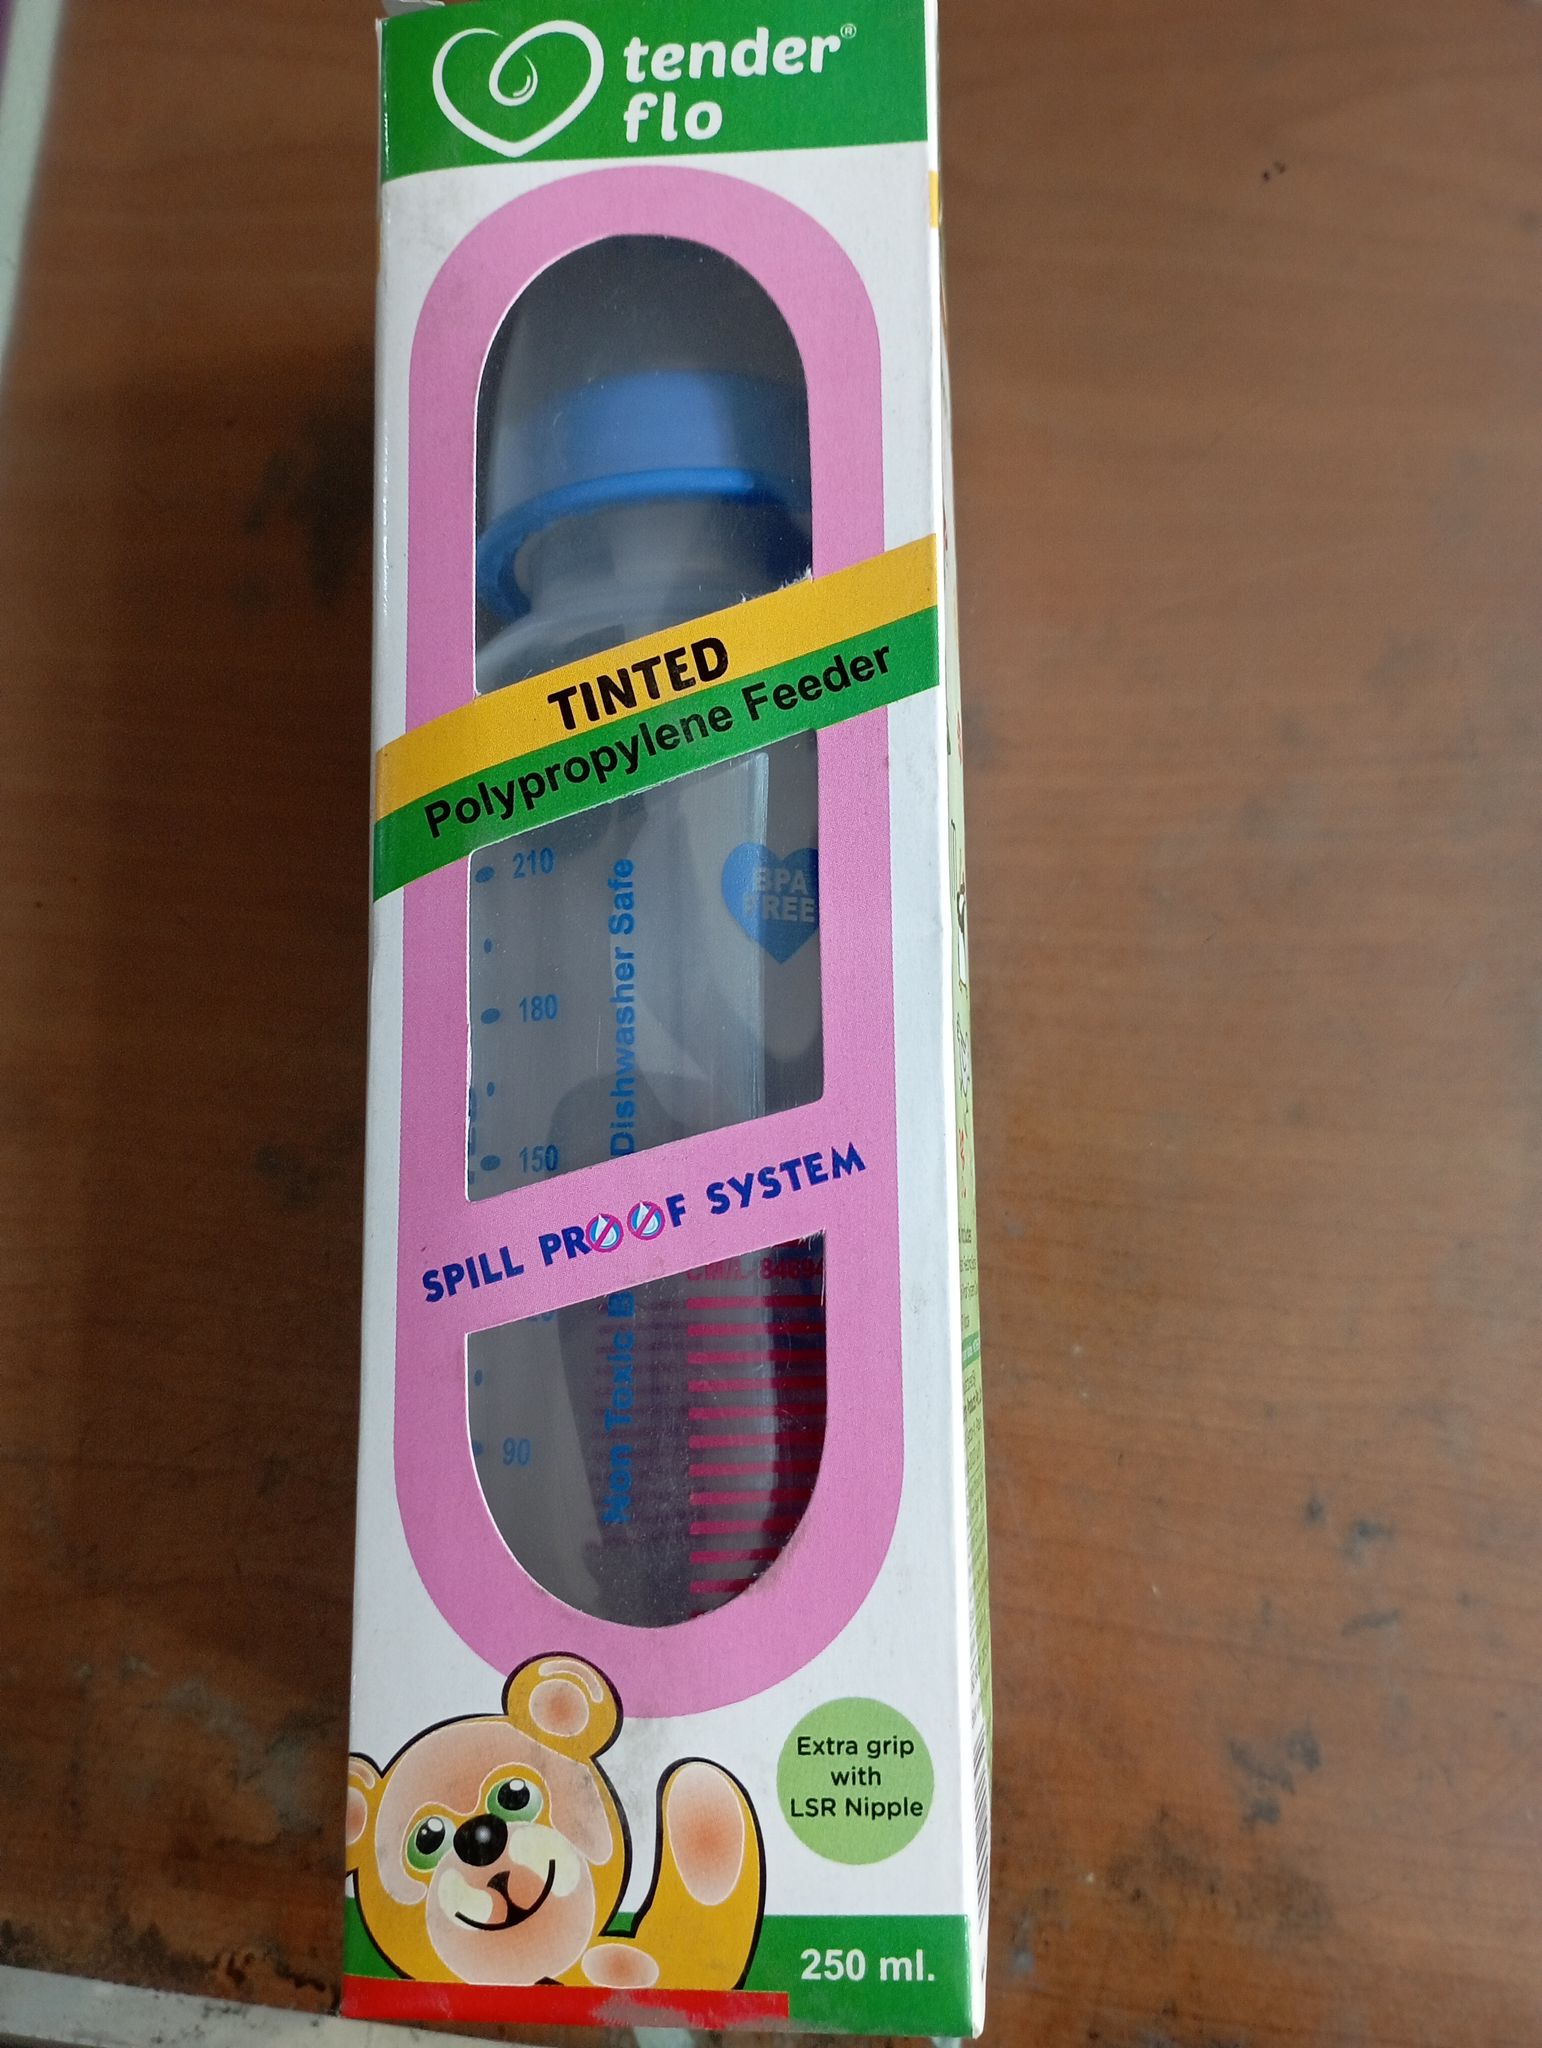 tender®
flo
TINTED
Polypropylene Feeder
210
BPA
FREE
180
Dishwasher Safe
150
SPILL PROOF SYSTEM
Non Toxic
90
Extra grip
with
LSR Nipple
250 ml.